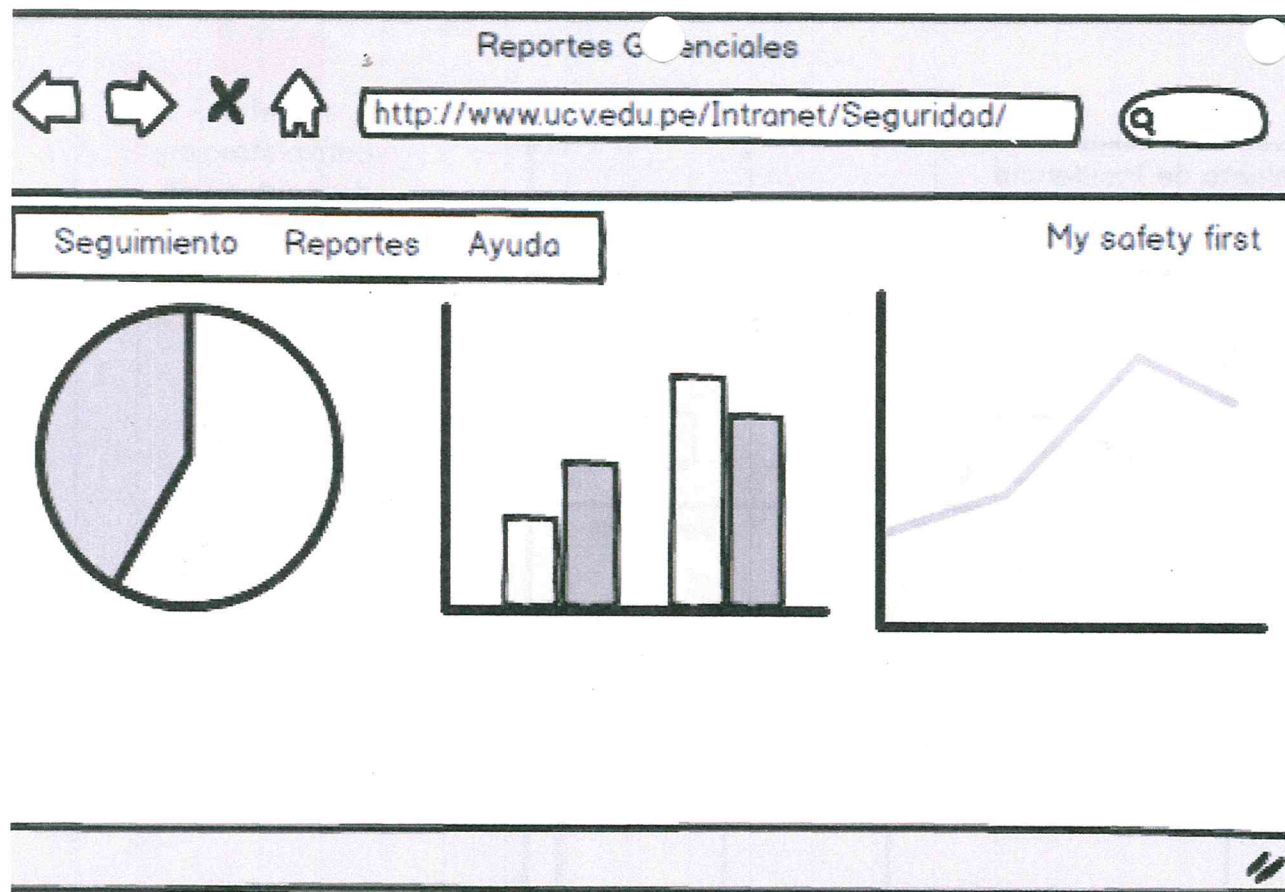 Reportes G enciales
http://www.ucv.edu.pe/Intranet/Seguridad/
Seguimiento Reportes Ayuda
My safety first